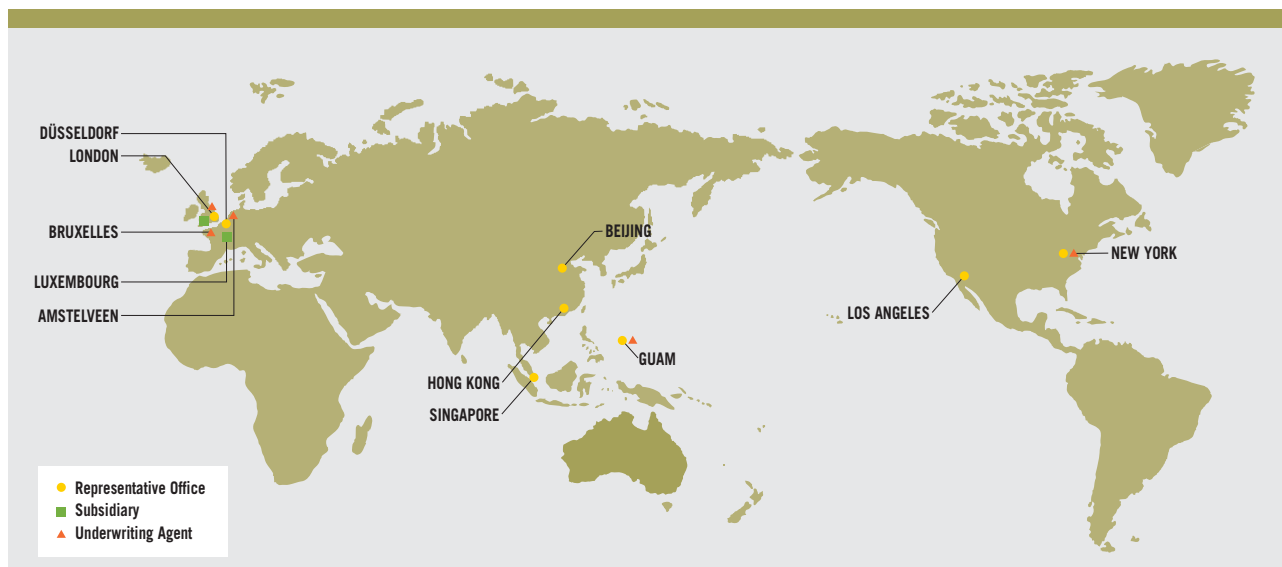 DÜSSELDORF
LONDON
BRUXELLES
LUXEMBOURG
AMSTELVEEN
BEIJING
HONG KONG
SINGAPORE
GUAM
LOS ANGELES
NEW YORK
Representative Office
Subsidiary
Underwriting Agent